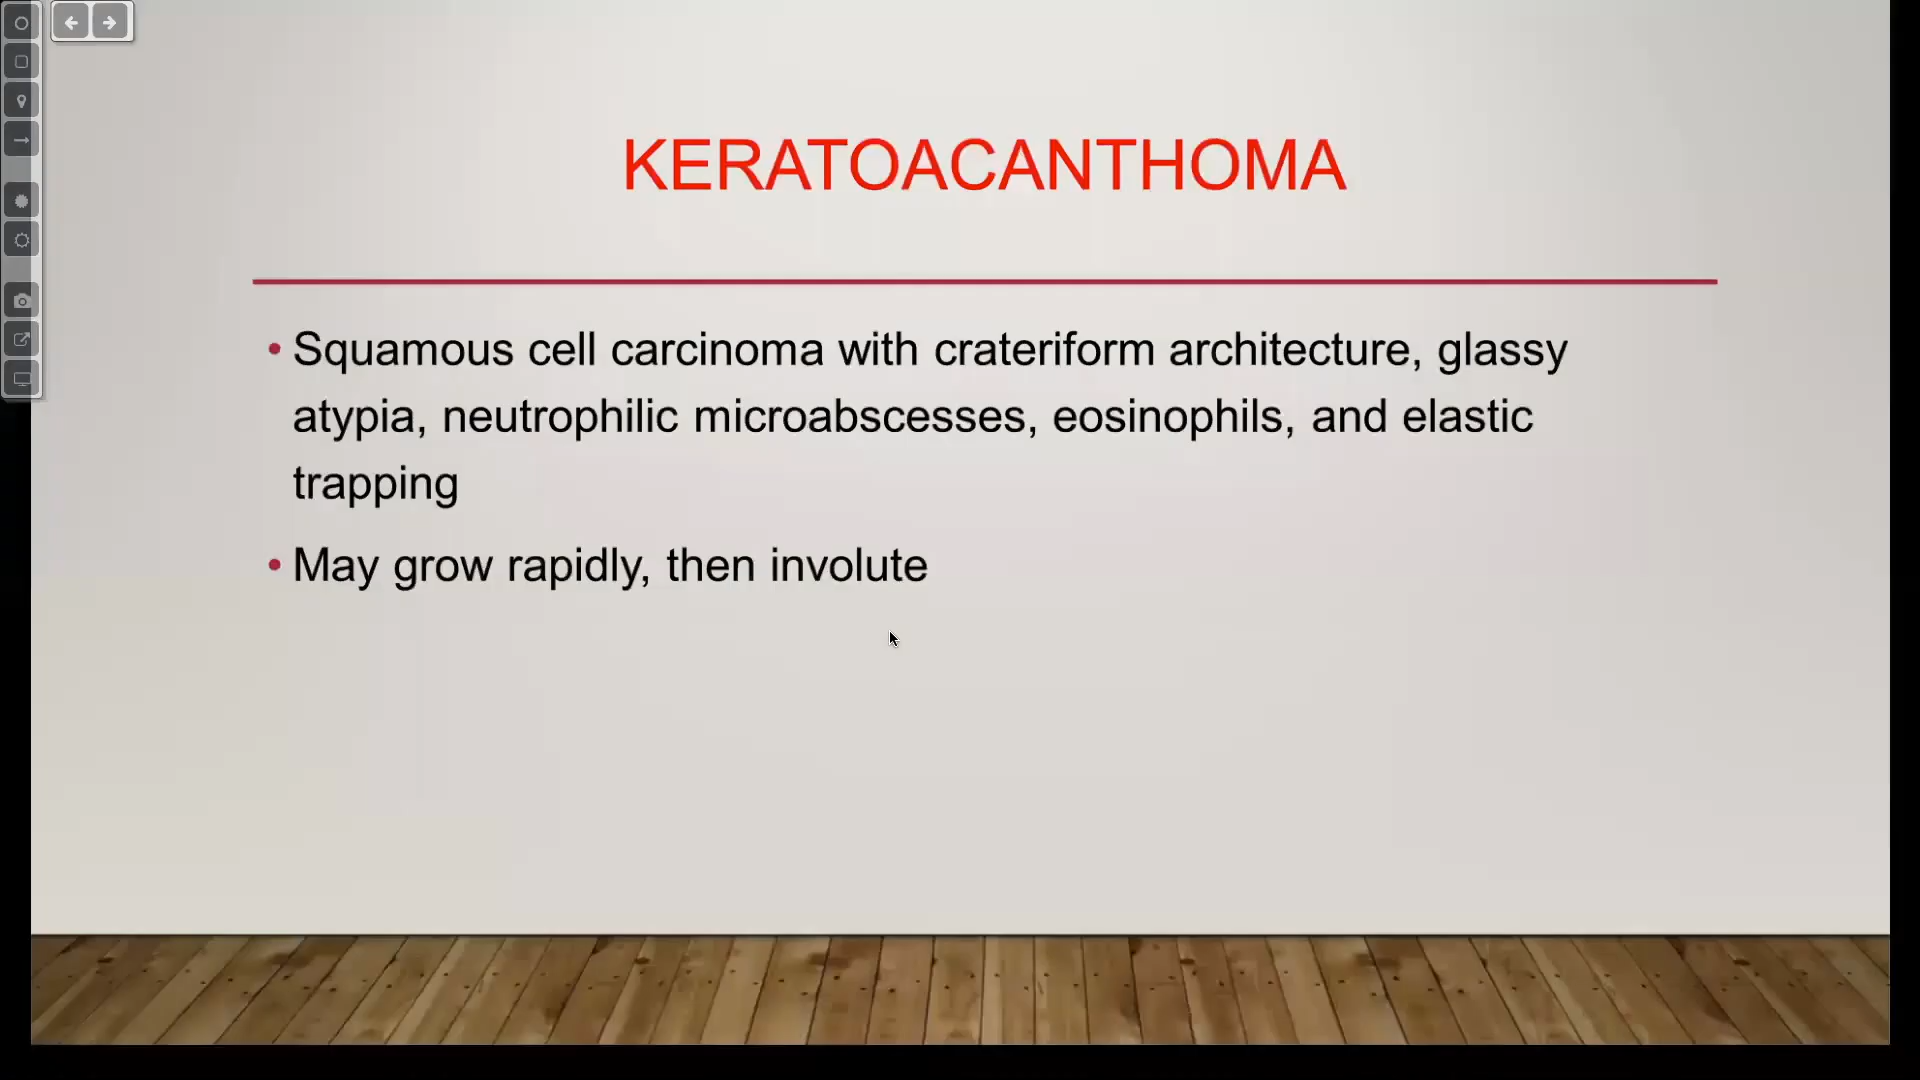 KERATOACANTHOMA
• Squamous cell carcinoma with crateriform architecture, glassy
atypia, neutrophilic microabscesses, eosinophils, and elastic
trapping
• May grow rapidly, then involute